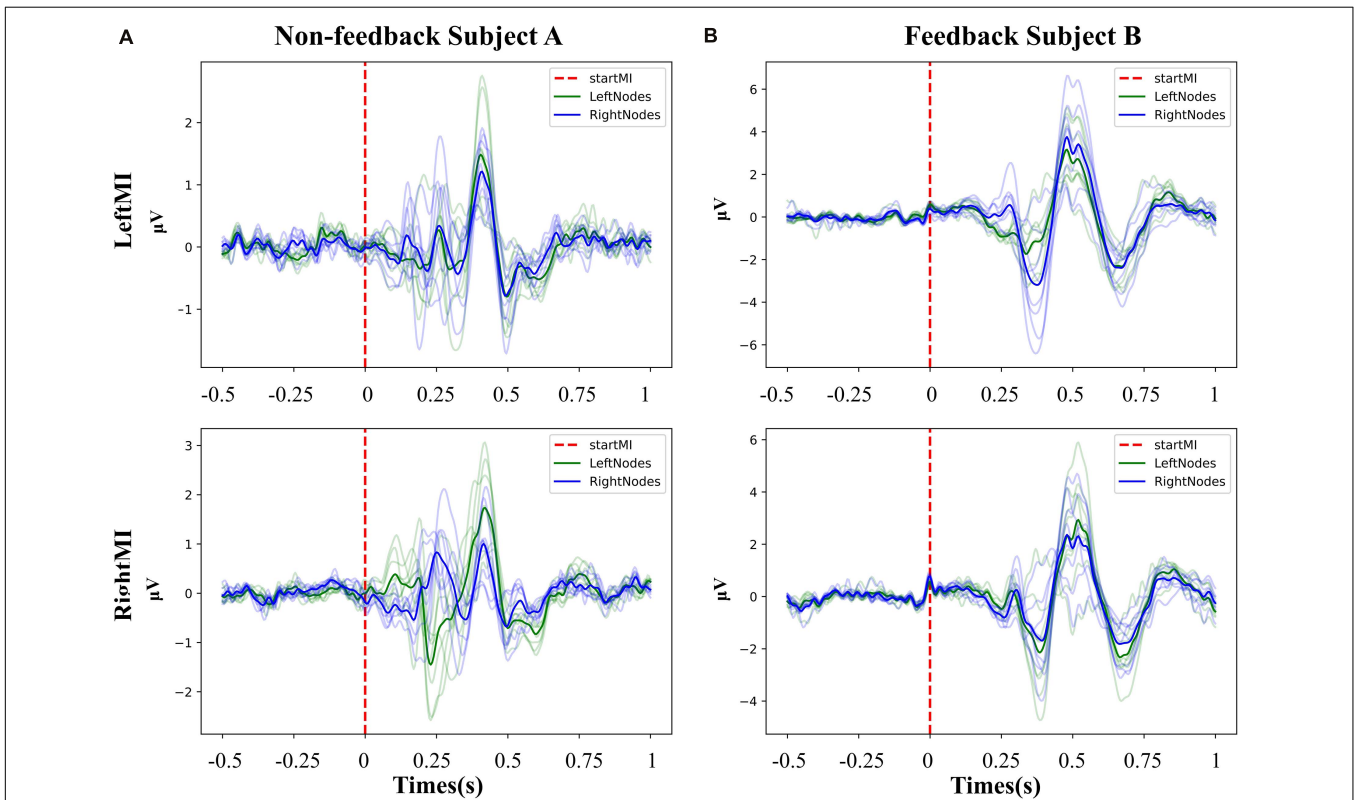 A
Non-feedback Subject A
B
Feedback Subject B
LeftMI
µV
2
1
0
-1
startMI
LeftNodes
RightNodes
-0.5 -0.25 0 0.25 0.5 0.75 1
µV
6
4
2
0
−2
−4
−6
startMI
LeftNodes
RightNodes
-0.5 -0.25 0 0.25 0.5 0.75 1
RightMI
µV
3
2
1
0
−1
−2
startMI
LeftNodes
RightNodes
-0.5 -0.25 0 0.25 0.5 0.75 1
Times(s)
µV
6
4
2
0
−2
−4
startMI
LeftNodes
RightNodes
-0.5 -0.25 0 0.25 0.5 0.75 1
Times(s)